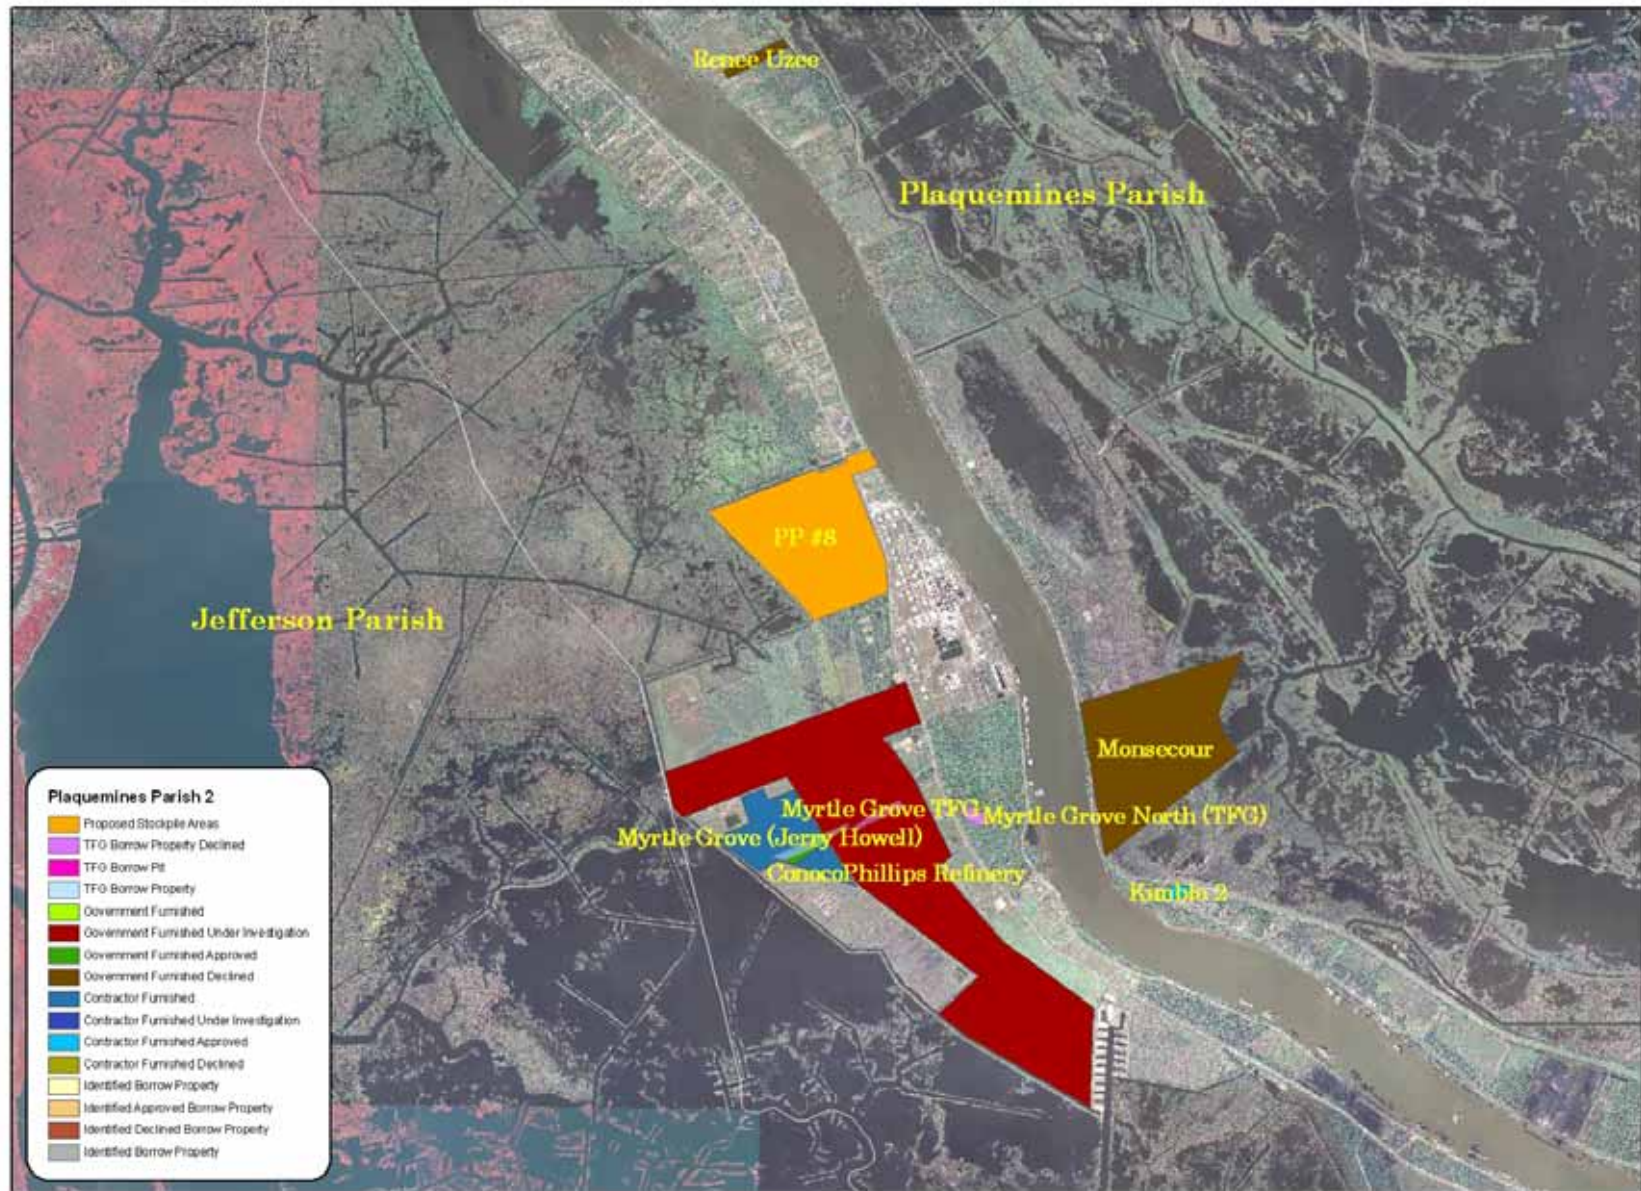 Renee Uzee
Plaquemines Parish
PP #8
Jefferson Parish
Monsecour
Myrtle Grove TFG
Myrtle Grove North (TFG)
Myrtle Grove (Jerry Howell)
ConocoPhillips Refinery
Kimble 2
Plaquemines Parish 2
Proposed Stockpile Areas
TFG Borrow Property Declined
TFG Borrow Pit
TFG Borrow Property
Government Furnished
Government Furnished Under Investigation
Government Furnished Approved
Government Furnished Declined
Contractor Furnished
Contractor Furnished Under Investigation
Contractor Furnished Approved
Contractor Furnished Declined
Identified Borrow Property
Identified Approved Borrow Property
Identified Declined Borrow Property
Identified Borrow Property